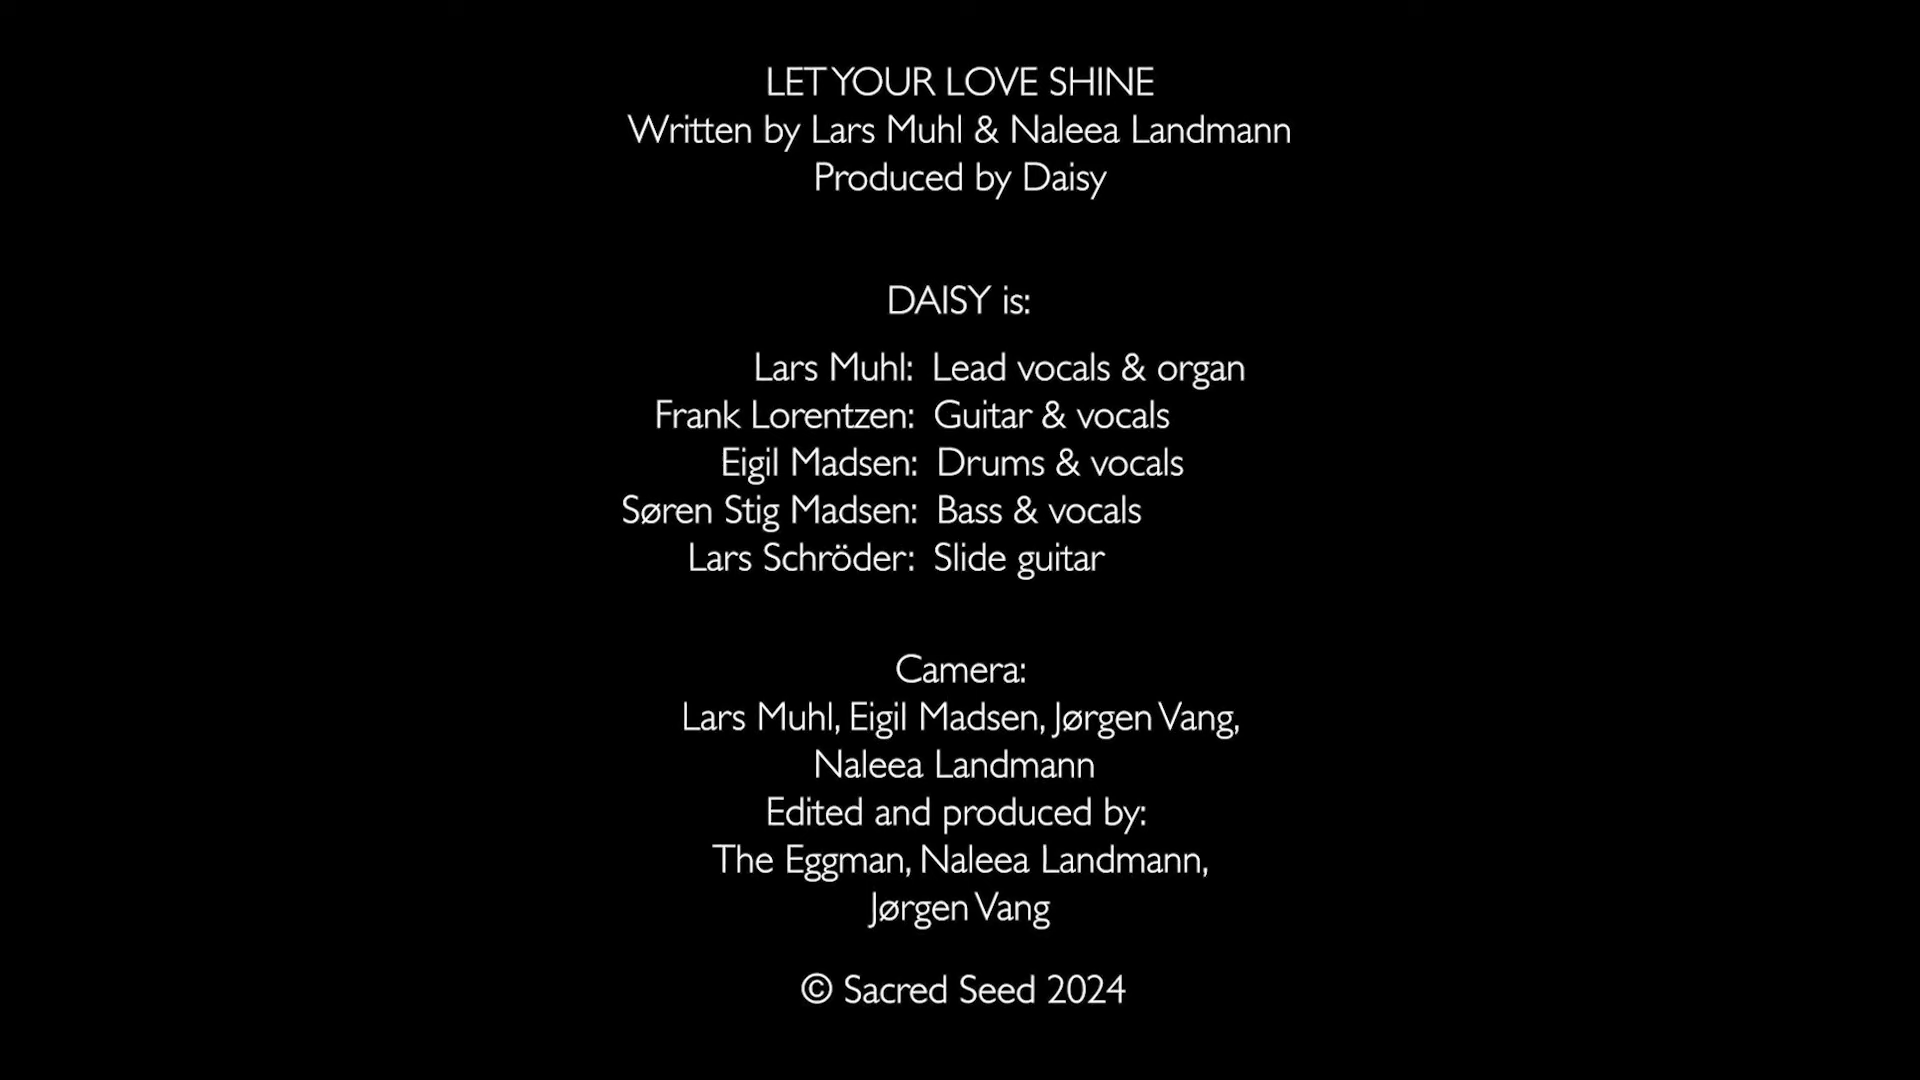 LET YOUR LOVE SHINE
Written by Lars Muhl & Naleea Landmann
Produced by Daisy
DAISY is:
Lars Muhl: Lead vocals & organ
Frank Lorentzen: Guitar & vocals
Eigil Madsen: Drums & vocals
Søren Stig Madsen: Bass & vocals
Lars Schröder: Slide guitar
Camera:
Lars Muhl, Eigil Madsen, Jørgen Vang,
Naleea Landmann
Edited and produced by:
The Eggman, Naleea Landmann,
Jørgen Vang
© Sacred Seed 2024